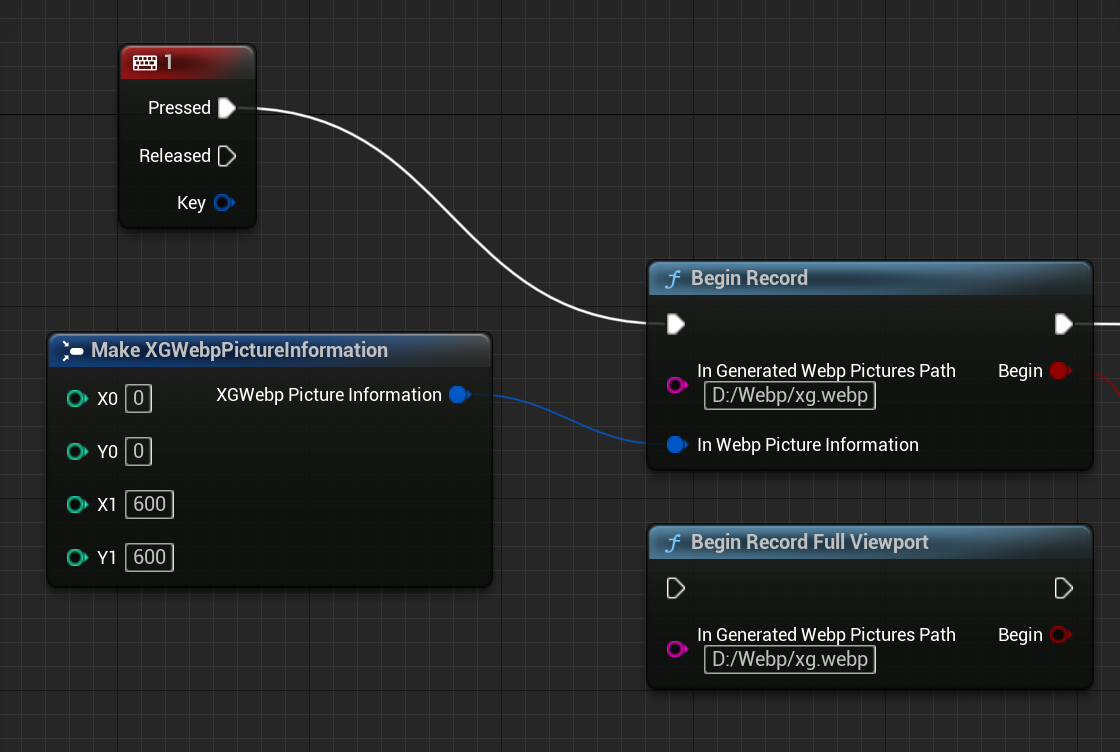 1
Pressed
Released
Key
Make XGWebpPictureInformation
X0 0
XGWebp Picture Information
Y0 0
X1 600
Y1 600
f Begin Record
In Generated Webp Pictures Path
D:/Webp/xg.webp
Begin
In Webp Picture Information
f Begin Record Full Viewport
In Generated Webp Pictures Path
D:/Webp/xg.webp
Begin